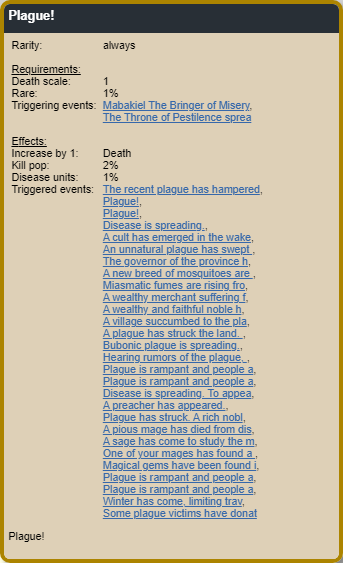 Plague!
Rarity: always
Requirements:
Death scale: 1
Rare: 1%
Triggering events: Mabakiel The Bringer of Misery,
The Throne of Pestilence sprea
Effects:
Increase by 1: Death
Kill pop: 2%
Disease units: 1%
Triggered events: The recent plague has hampered,
Plague!,
Plague!,
Disease is spreading.,
A cult has emerged in the wake,
An unnatural plague has swept ,
The governor of the province h,
A new breed of mosquitoes are ,
Miasmatic fumes are rising fro,
A wealthy merchant suffering f,
A wealthy and faithful noble h,
A village succumbed to the pla,
A plague has struck the land. ,
Bubonic plague is spreading.,
Hearing rumors of the plague, ,
Plague is rampant and people a,
Plague is rampant and people a,
Disease is spreading. To appea,
A preacher has appeared.,
Plague has struck. A rich nobl,
A pious mage has died from dis,
A sage has come to study the m,
One of your mages has found a ,
Magical gems have been found i,
Plague is rampant and people a,
Plague is rampant and people a,
Winter has come, limiting trav,
Some plague victims have donat
Plague!